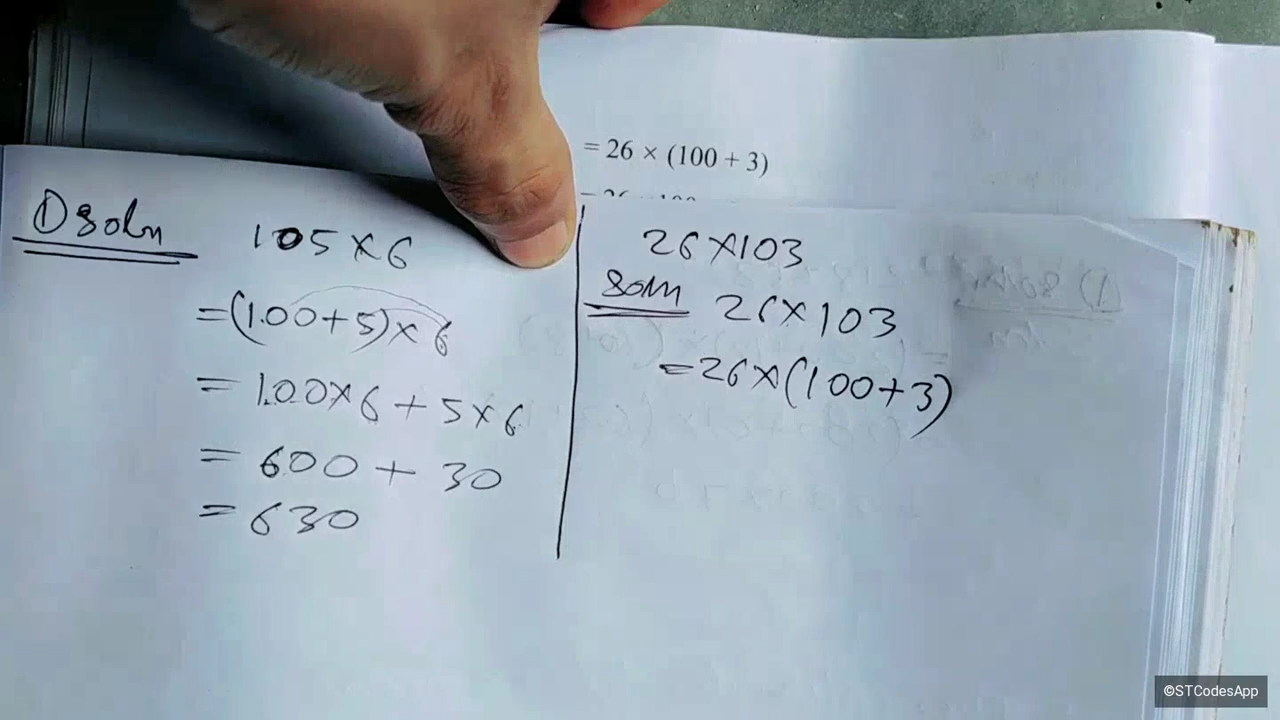 = 26 × (100 + 3)
① Soln 105 × 6
= (100 + 5) × 6
= 100 × 6 + 5 × 6
= 600 + 30
= 630
26 × 103
Soln 26 × 103
= 26 × (100 + 3)
©STCodesApp